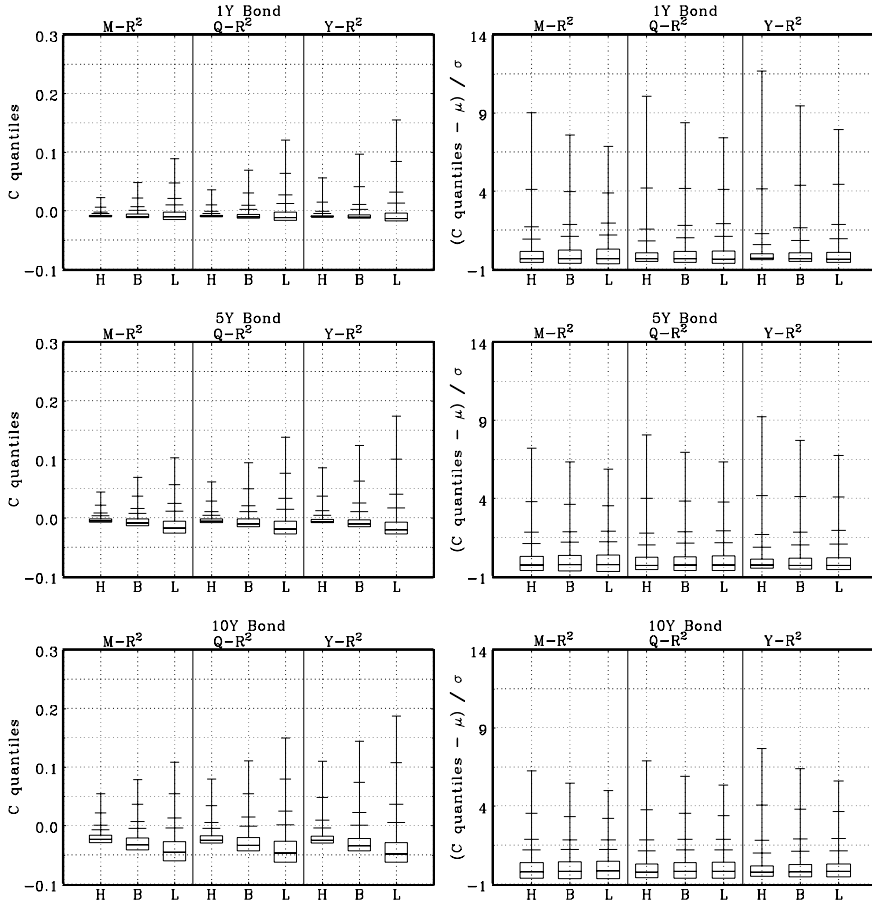 1Y Bond
M-R² Q-R² Y-R²
0.3
0.2
0.1
0.0
-0.1
C quantiles
H B L H B L H B L
1Y Bond
M-R² Q-R² Y-R²
14
9
4
-1
(C quantiles - μ) / σ
H B L H B L H B L
5Y Bond
M-R² Q-R² Y-R²
0.3
0.2
0.1
0.0
-0.1
C quantiles
H B L H B L H B L
5Y Bond
M-R² Q-R² Y-R²
14
9
4
-1
(C quantiles - μ) / σ
H B L H B L H B L
10Y Bond
M-R² Q-R² Y-R²
0.3
0.2
0.1
0.0
-0.1
C quantiles
H B L H B L H B L
10Y Bond
M-R² Q-R² Y-R²
14
9
4
-1
(C quantiles - μ) / σ
H B L H B L H B L